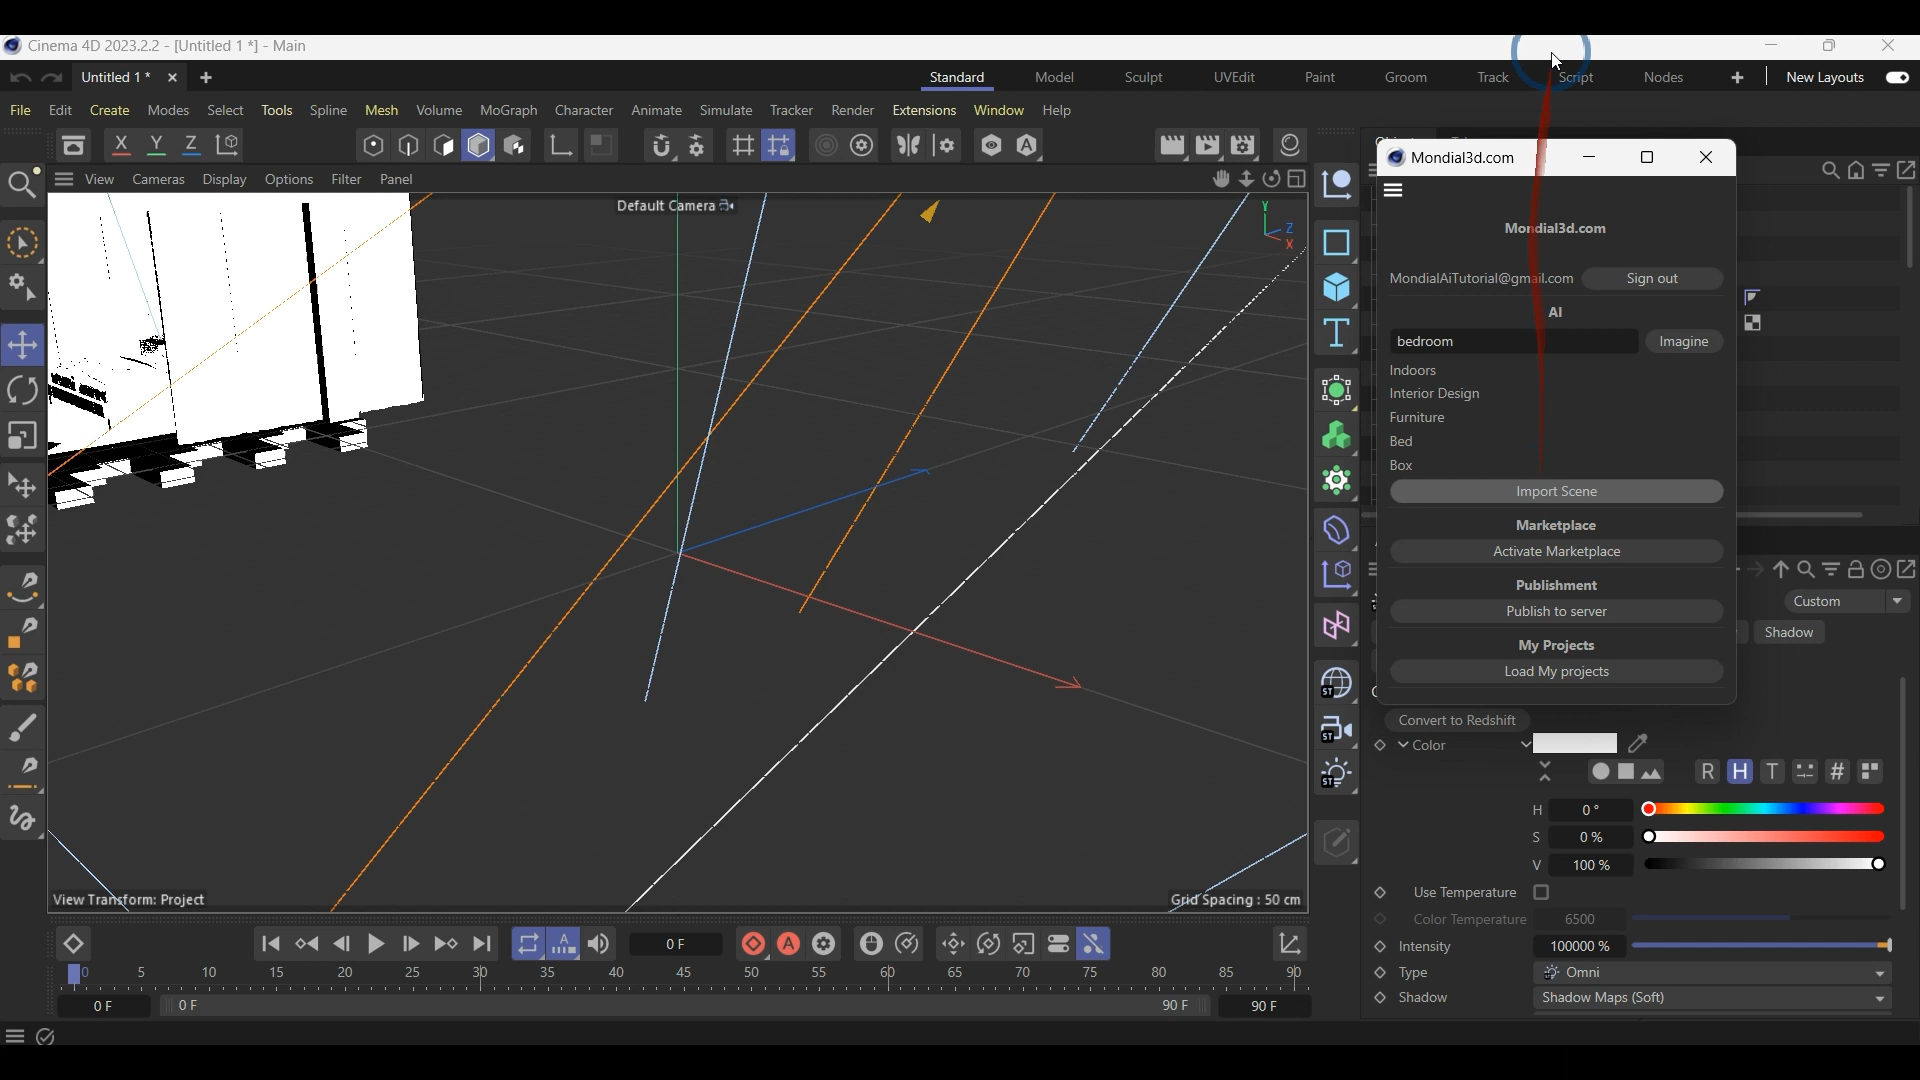 Cinema 4D 2023.2.2 - [Untitled 1 *] - Main
Untitled 1 *
Standard Model Sculpt UVEdit Paint Groom Track Script Nodes New Layouts
File Edit Create Modes Select Tools Spline Mesh Volume MoGraph Character Animate Simulate Tracker Render Extensions Window Help
X Y Z
View Cameras Display Options Filter Panel
Default Camera
Y
Z
X
View Transform: Project
Grid Spacing : 50 cm
Mondial3d.com
Mondial3d.com
MondialAiTutorial@gmail.com Sign out
AI
bedroom Imagine
Indoors
Interior Design
Furniture
Bed
Box
Import Scene
Marketplace
Activate Marketplace
Publishment
Publish to server
My Projects
Load My projects
Custom
Shadow
Convert to Redshift
Color
R H T #
H 0 °
S 0 %
V 100 %
Use Temperature
Color Temperature 6500
Intensity 100000 %
Type Omni
Shadow Shadow Maps (Soft)
ST
ST
ST
0 F
0 5 10 15 20 25 30 35 40 45 50 55 60 65 70 75 80 85 90
0 F 0 F 90 F 90 F